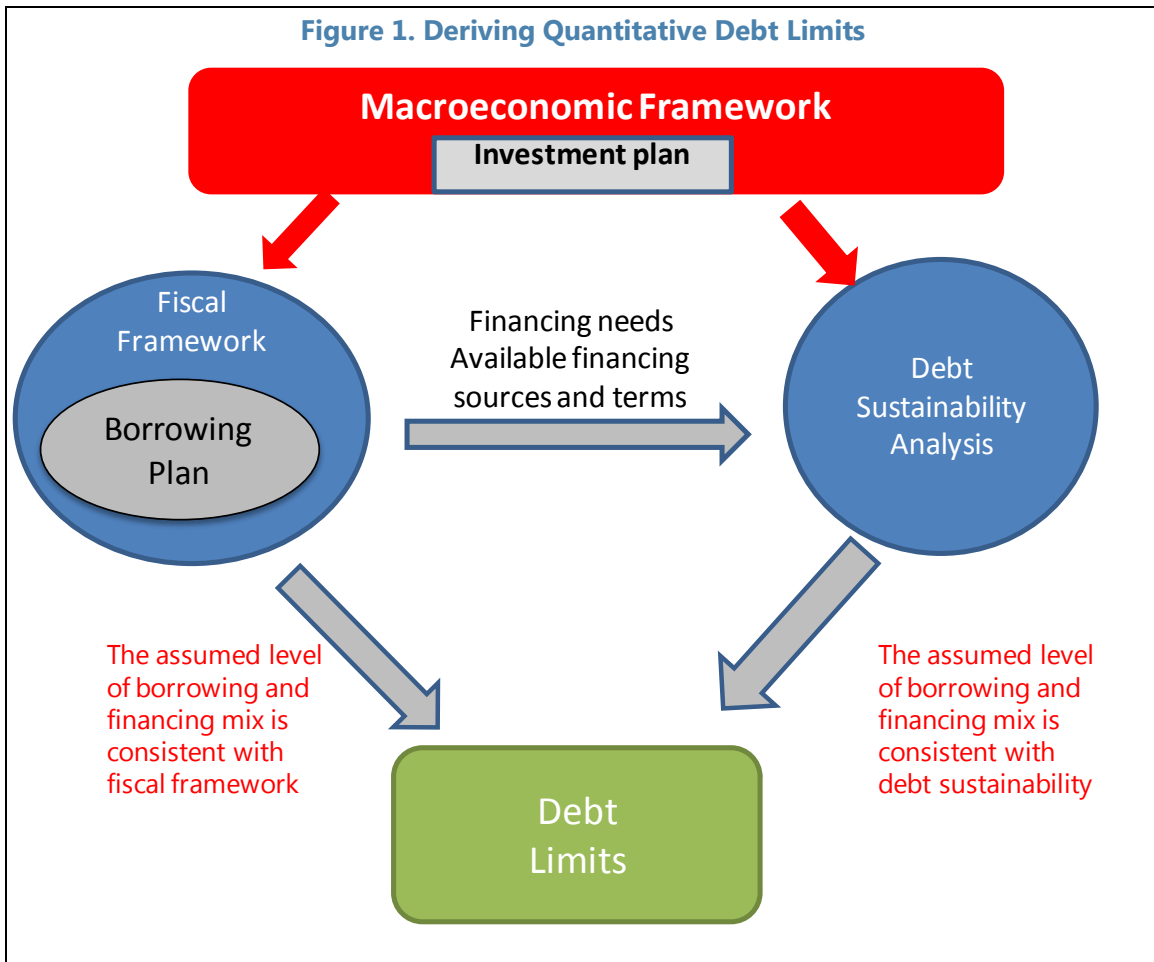 Figure 1. Deriving Quantitative Debt Limits
Macroeconomic Framework
Investment plan
Fiscal
Framework
Borrowing
Plan
Financing needs
Available financing
sources and terms
Debt
Sustainability
Analysis
The assumed level
of borrowing and
financing mix is
consistent with
fiscal framework
The assumed level
of borrowing and
financing mix is
consistent with
debt sustainability
Debt
Limits